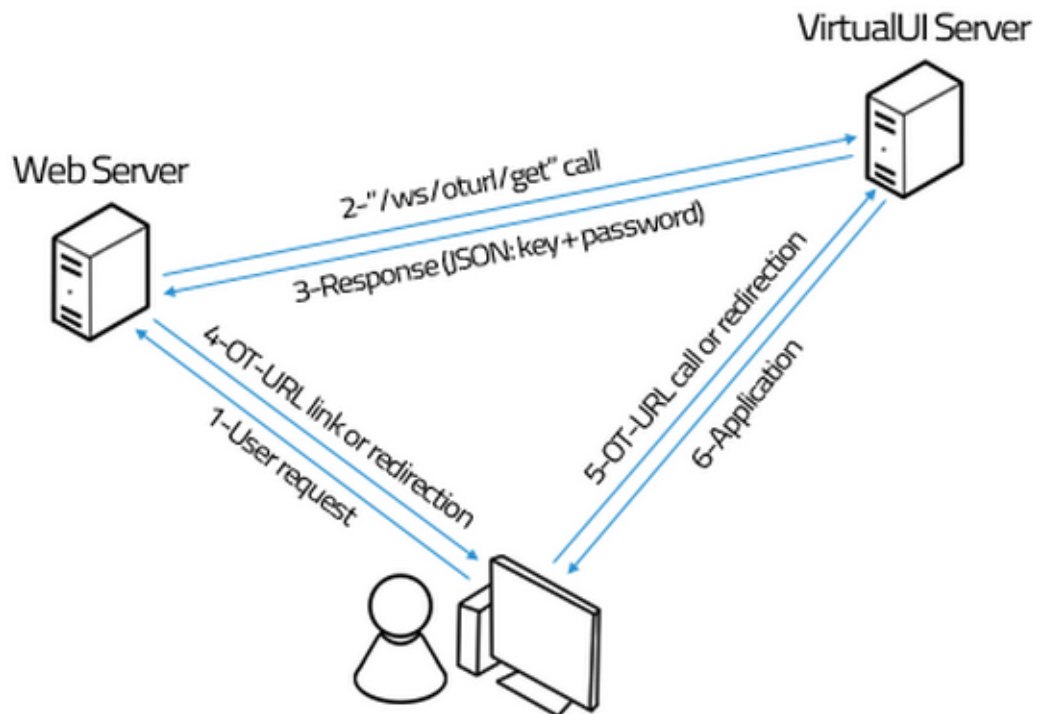 VirtualUI Server
Web Server
2-"/ws/oturl/get" call
3-Response (JSON: key + password)
4-OT-URL link or redirection
1-User request
5-OT-URL call or redirection
6-Application